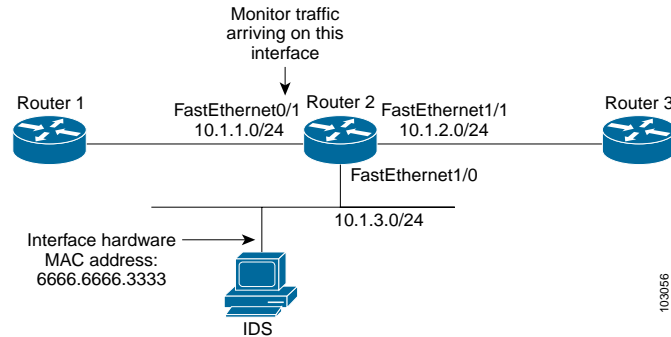 Monitor traffic
arriving on this
interface
Router 1
FastEthernet0/1
10.1.1.0/24
Router 2
FastEthernet1/1
10.1.2.0/24
Router 3
FastEthernet1/0
10.1.3.0/24
Interface hardware
MAC address:
6666.6666.3333
IDS
103056